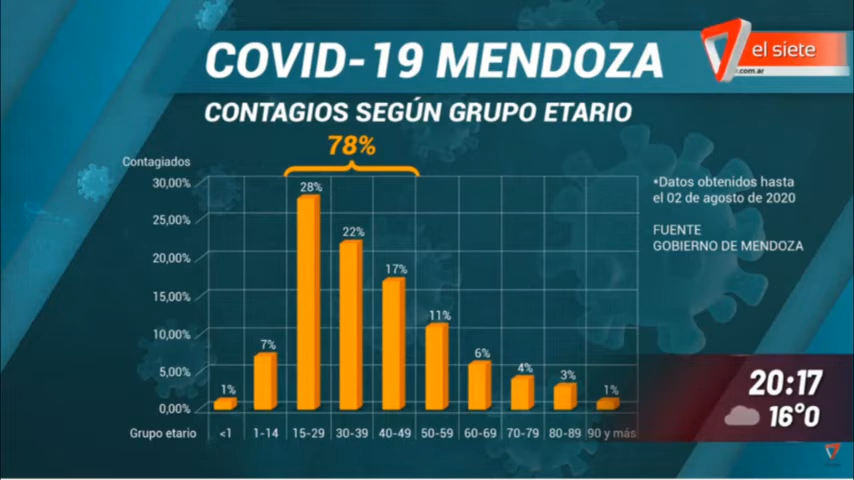 COVID-19 MENDOZA
el siete
.com.ar
CONTAGIOS SEGÚN GRUPO ETARIO
78%
Contagiados
30,00%
25,00%
20,00%
15,00%
10,00%
5,00%
0,00%
1%
7%
28%
22%
17%
11%
6%
4%
3%
1%
Grupo etario <1 1-14 15-29 30-39 40-49 50-59 60-69 70-79 80-89 90 y más
*Datos obtenidos hasta
el 02 de agosto de 2020
FUENTE
GOBIERNO DE MENDOZA
20:17
16°0